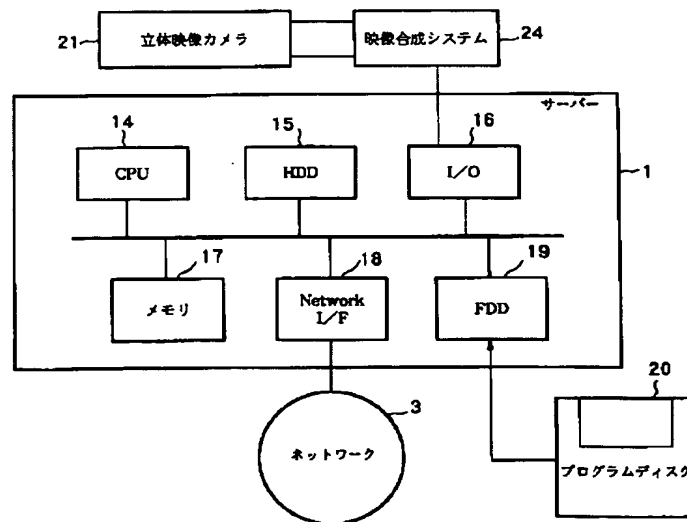 21
立体映像カメラ
映像合成システム
24
サーバー
14
15
16
CPU
HDD
I/O
1
17
18
19
メモリ
Network
I/F
FDD
20
3
ネットワーク
プログラムディスク